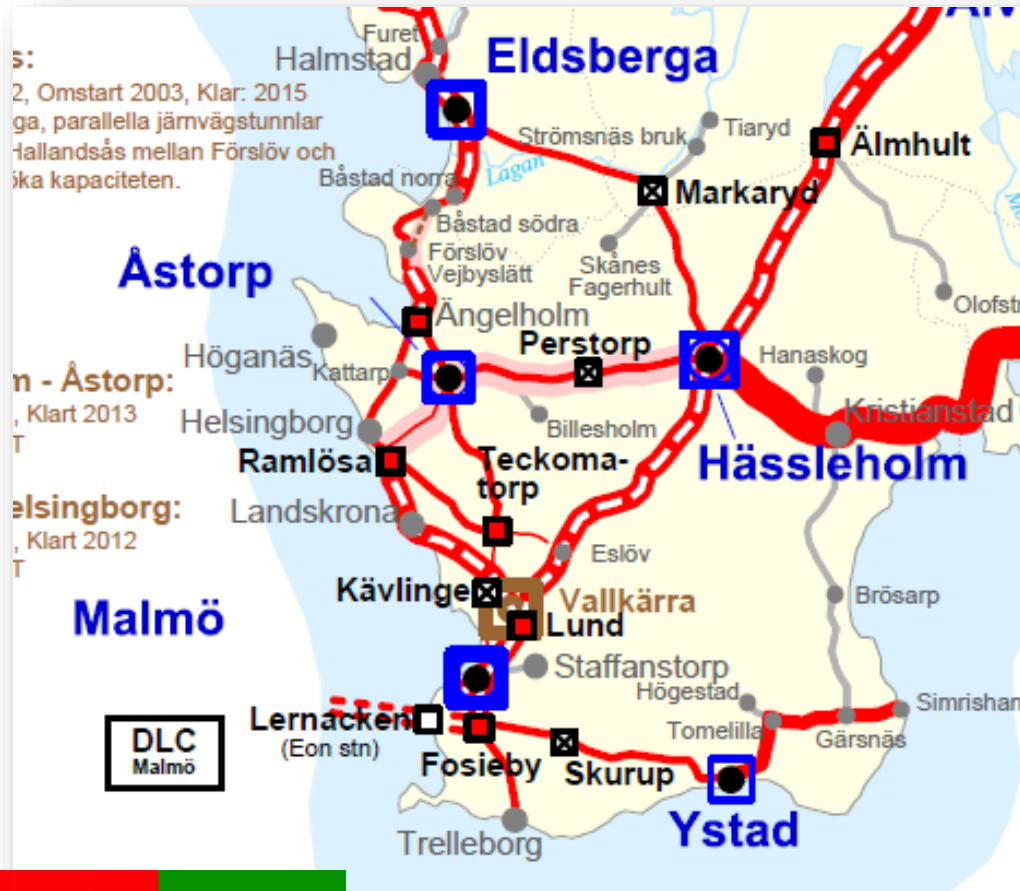 Furet
Halmstad
Eldsberga
s:
2, Omstart 2003, Klar: 2015
ga, parallella järnvägstunnlar
Hallandsås mellan Förslöv och
öka kapaciteten.
Strömsnäs bruk
Tiaryd
Älmhult
Lagan
Båstad norra
Markaryd
Båstad södra
Förslöv
Vejbyslätt
Skånes
Fagerhult
Åstorp
Ängelholm
Olofstr
Höganäs
Perstorp
Hanaskog
Kattarp
m - Åstorp:
, Klart 2013
T
Helsingborg
Billesholm
Kristianstad
Ramlösa
Teckoma-
torp
Hässleholm
elsingborg:
, Klart 2012
T
Landskrona
Eslöv
Kävlinge
Vallkärra
Brösarp
Malmö
Lund
Staffanstorp
Högestad
Simrishan
Lernacken
(Eon stn)
Tomelilla
Gärsnäs
DLC
Malmö
Fosieby
Skurup
Ystad
Trelleborg